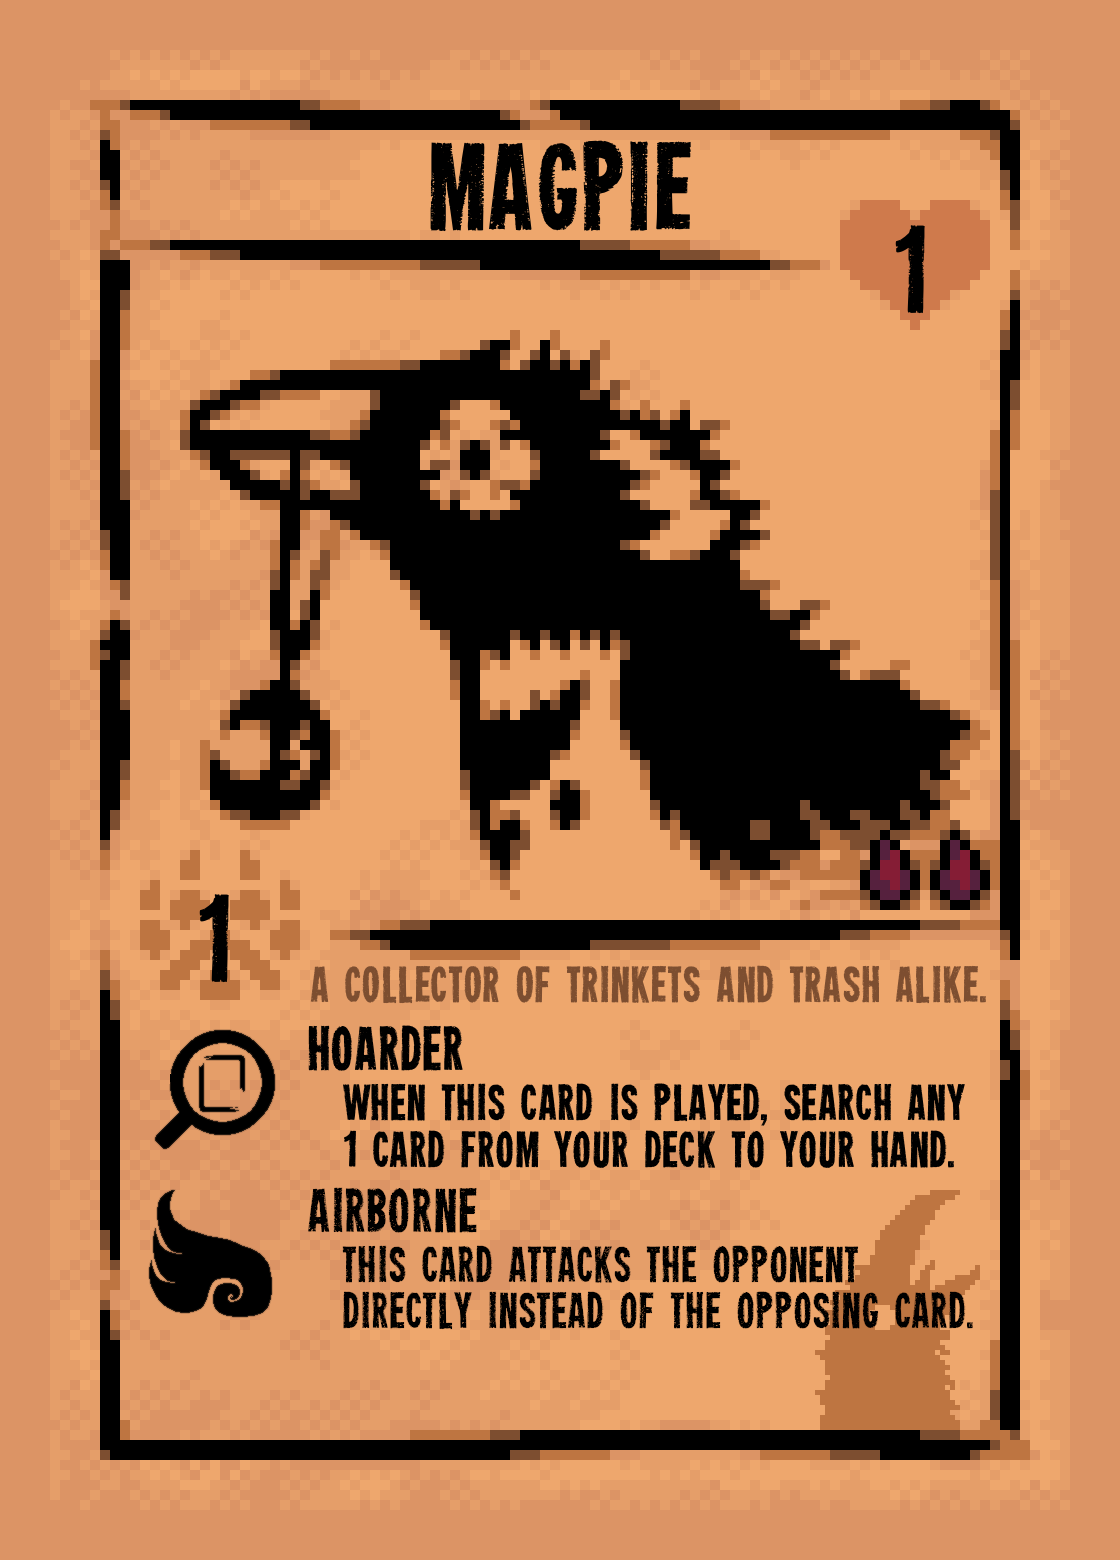 MAGPIE
1
1
A COLLECTOR OF TRINKETS AND TRASH ALIKE.
HOARDER
WHEN THIS CARD IS PLAYED, SEARCH ANY
1 CARD FROM YOUR DECK TO YOUR HAND.
AIRBORNE
THIS CARD ATTACKS THE OPPONENT
DIRECTLY INSTEAD OF THE OPPOSING CARD.